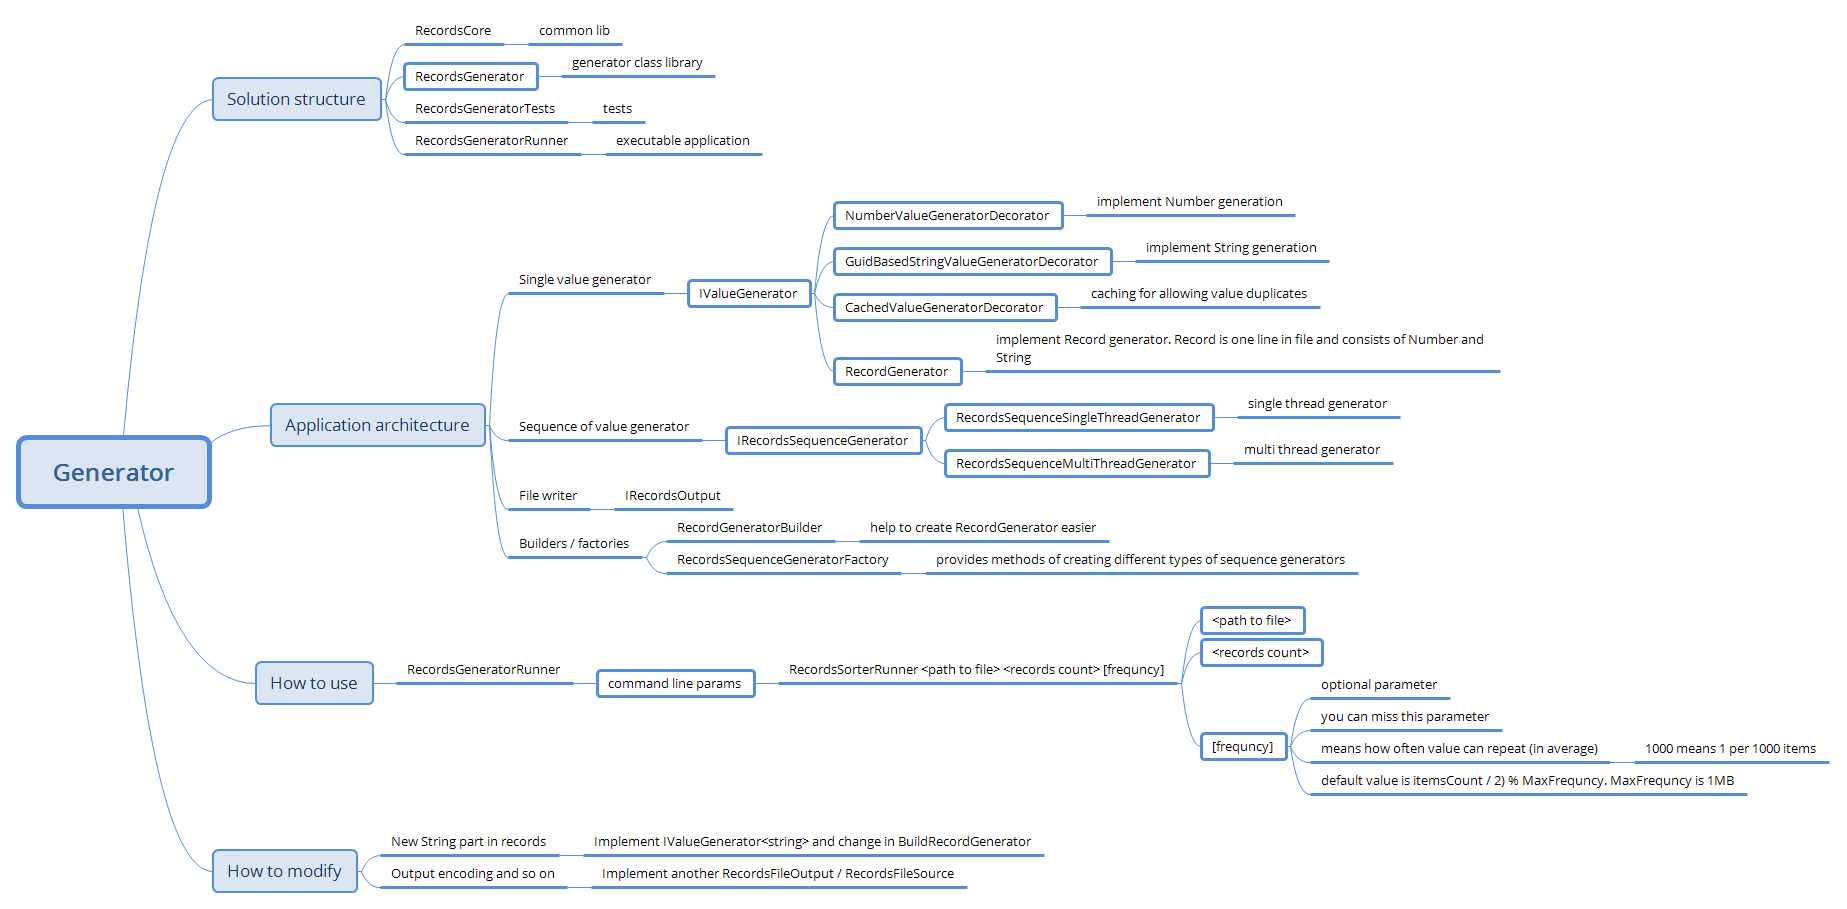 Generator
Solution structure
RecordsCore
common lib
RecordsGenerator
generator class library
RecordsGeneratorTests
tests
RecordsGeneratorRunner
executable application
Application architecture
Single value generator
IValueGenerator
NumberValueGeneratorDecorator
implement Number generation
GuidBasedStringValueGeneratorDecorator
implement String generation
CachedValueGeneratorDecorator
caching for allowing value duplicates
RecordGenerator
implement Record generator. Record is one line in file and consists of Number and
String
Sequence of value generator
IRecordsSequenceGenerator
RecordsSequenceSingleThreadGenerator
single thread generator
RecordsSequenceMultiThreadGenerator
multi thread generator
File writer
IRecordsOutput
Builders / factories
RecordGeneratorBuilder
help to create RecordGenerator easier
RecordsSequenceGeneratorFactory
provides methods of creating different types of sequence generators
How to use
RecordsGeneratorRunner
command line params
RecordsSorterRunner <path to file> <records count> [frequncy]
<path to file>
<records count>
[frequncy]
optional parameter
you can miss this parameter
means how often value can repeat (in average)
1000 means 1 per 1000 items
default value is itemsCount / 2) % MaxFrequncy. MaxFrequncy is 1MB
How to modify
New String part in records
Implement IValueGenerator<string> and change in BuildRecordGenerator
Output encoding and so on
Implement another RecordsFileOutput / RecordsFileSource